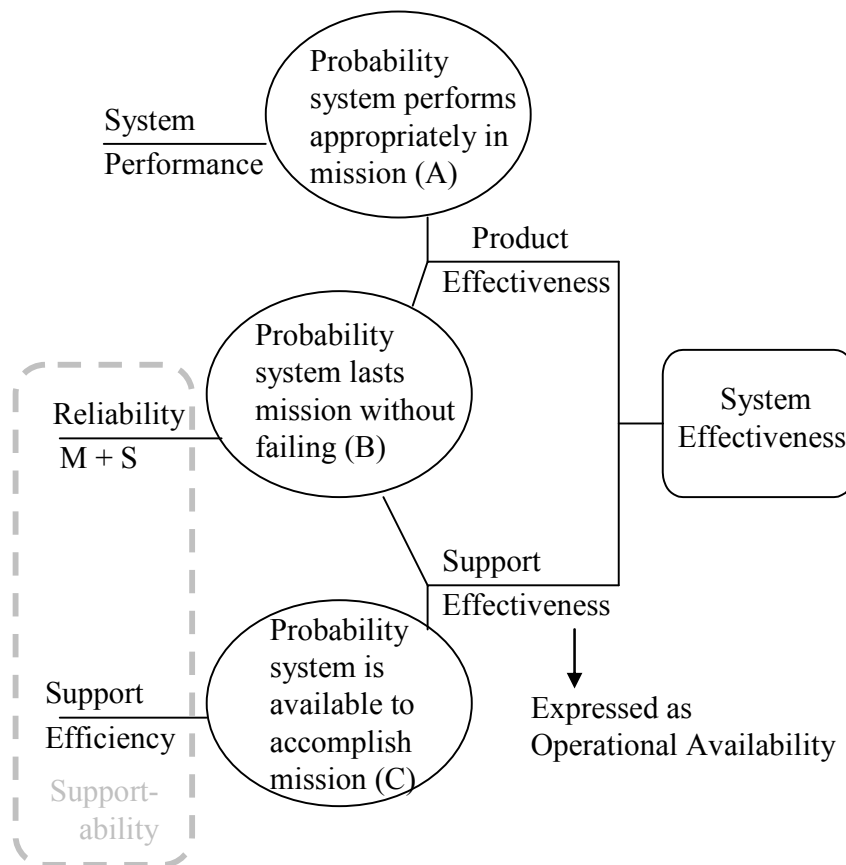 Probability
system performs
appropriately in
mission (A)
System
Performance
Product
Effectiveness
Probability
system lasts
mission without
failing (B)
Reliability
M + S
System
Effectiveness
Support
Effectiveness
Probability
system is
available to
accomplish
mission (C)
Support
Efficiency
Expressed as
Operational Availability
Support-
ability